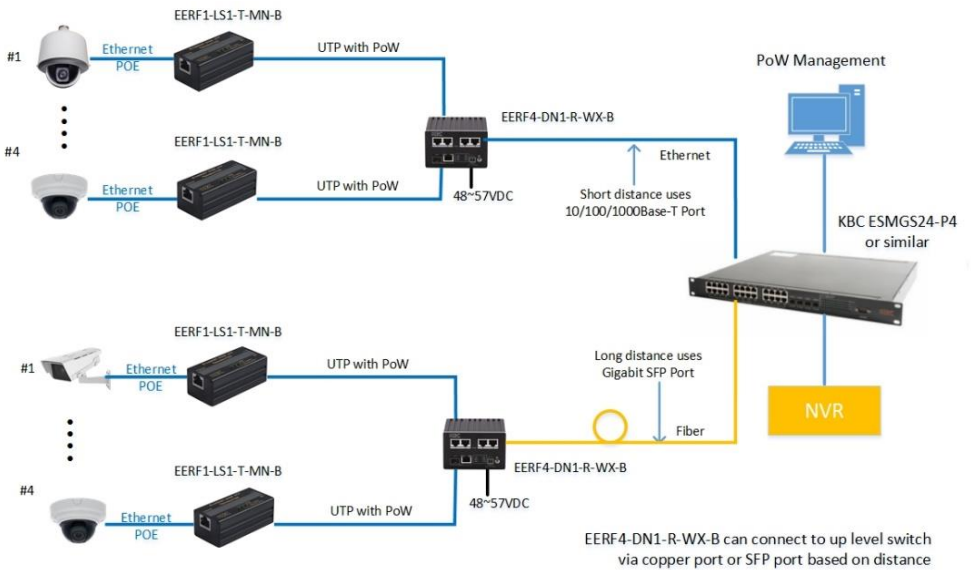 EERF1-LS1-T-MN-B
#1
Ethernet
POE
UTP with PoW
PoW Management
EERF4-DN1-R-WX-B
#4
EERF1-LS1-T-MN-B
Ethernet
POE
UTP with PoW
48~57VDC
Ethernet
Short distance uses
10/100/1000Base-T Port
KBC ESMGS24-P4
or similar
EERF1-LS1-T-MN-B
#1
Ethernet
POE
UTP with PoW
Long distance uses
Gigabit SFP Port
NVR
Fiber
EERF4-DN1-R-WX-B
EERF1-LS1-T-MN-B
#4
Ethernet
POE
UTP with PoW
48~57VDC
EERF4-DN1-R-WX-B can connect to up level switch
via copper port or SFP port based on distance